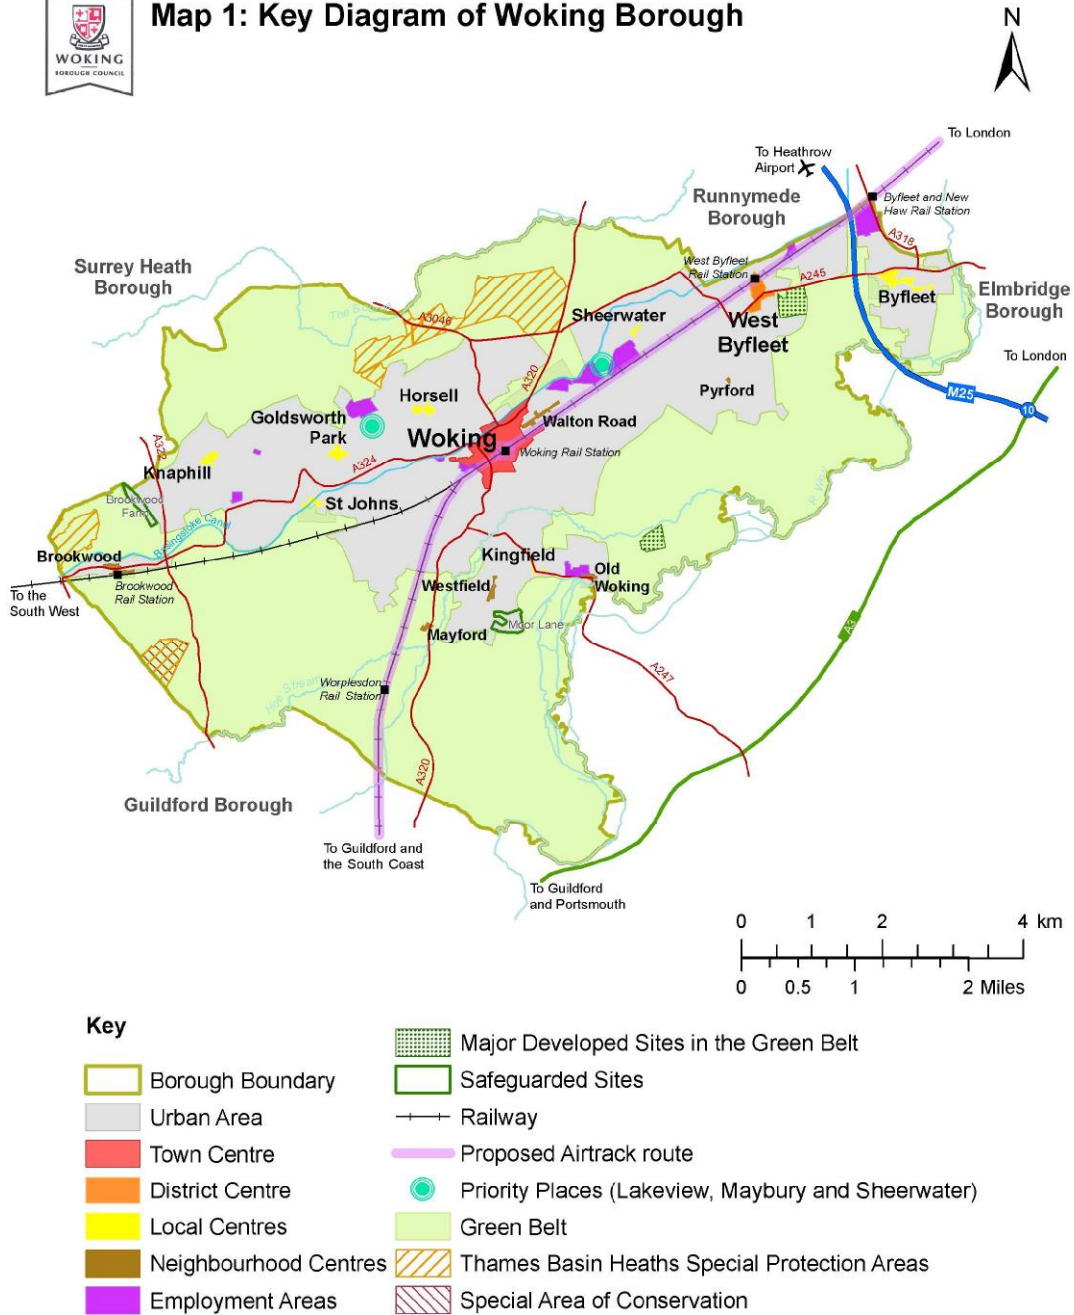 Map 1: Key Diagram of Woking Borough
WOKING
BOROUGH COUNCIL
N
To London
To Heathrow
Airport
Runnymede
Borough
Byfleet and New
Haw Rail Station
A318
West Byfleet
Rail Station
A245
Surrey Heath
Borough
Byfleet
Elmbridge
Borough
The Bourne
A3046
Sheerwater
West
Byfleet
To London
A320
Pyrford
M25
10
Horsell
Goldsworth
Park
Walton Road
Woking
Woking Rail Station
A322
A324
Knaphill
R. Wey
Brookwood
Farm
St Johns
Basingstoke Canal
Brookwood
Kingfield
Old
Woking
Brookwood
Rail Station
To the
South West
Westfield
Moor Lane
Mayford
A3
A247
Worplesdon
Rail Station
Hoe Stream
A320
Guildford Borough
To Guildford and
the South Coast
To Guildford
and Portsmouth
0 1 2 4 km
0 0.5 1 2 Miles
Key
Borough Boundary
Urban Area
Town Centre
District Centre
Local Centres
Neighbourhood Centres
Employment Areas
Major Developed Sites in the Green Belt
Safeguarded Sites
Railway
Proposed Airtrack route
Priority Places (Lakeview, Maybury and Sheerwater)
Green Belt
Thames Basin Heaths Special Protection Areas
Special Area of Conservation